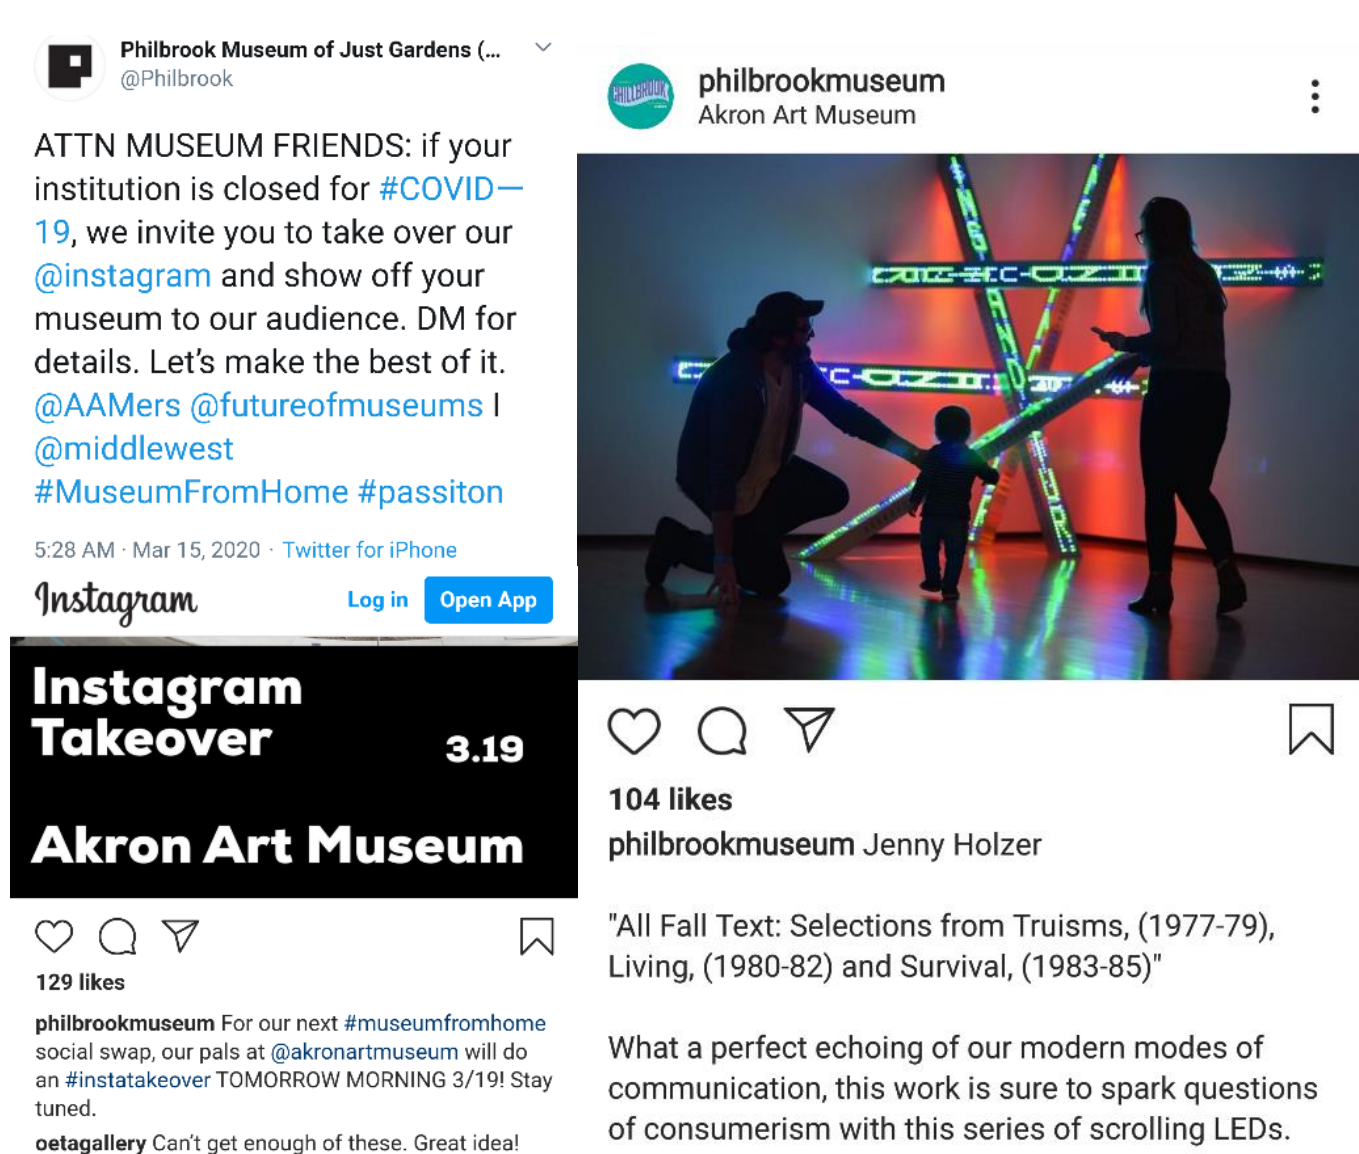 Philbrook Museum of Just Gardens (...
@Philbrook
ATTN MUSEUM FRIENDS: if your
institution is closed for #COVID—
19, we invite you to take over our
@instagram and show off your
museum to our audience. DM for
details. Let's make the best of it.
@AAMers @futureofmuseums |
@middlewest
#MuseumFromHome #passiton
5:28 AM · Mar 15, 2020 · Twitter for iPhone
Instagram
Log in
Open App
Instagram
Takeover
3.19
Akron Art Museum
129 likes
philbrookmuseum For our next #museumfromhome
social swap, our pals at @akronartmuseum will do
an #instatakeover TOMORROW MORNING 3/19! Stay
tuned.
oetagallery Can't get enough of these. Great idea!
CHILLBROOK
philbrookmuseum
Akron Art Museum
104 likes
philbrookmuseum Jenny Holzer
"All Fall Text: Selections from Truisms, (1977-79),
Living, (1980-82) and Survival, (1983-85)"
What a perfect echoing of our modern modes of
communication, this work is sure to spark questions
of consumerism with this series of scrolling LEDs.